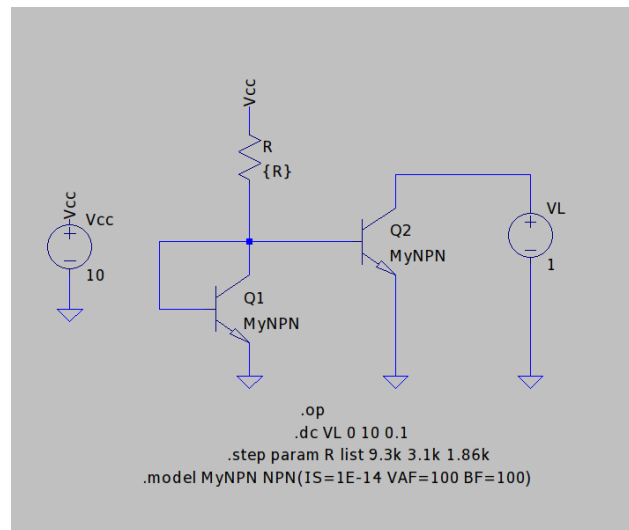 Vcc
R
{R}
Vcc
Vcc
10
Q1
MyNPN
Q2
MyNPN
VL
1
.op
.dc VL 0 10 0.1
.step param R list 9.3k 3.1k 1.86k
.model MyNPN NPN(IS=1E-14 VAF=100 BF=100)